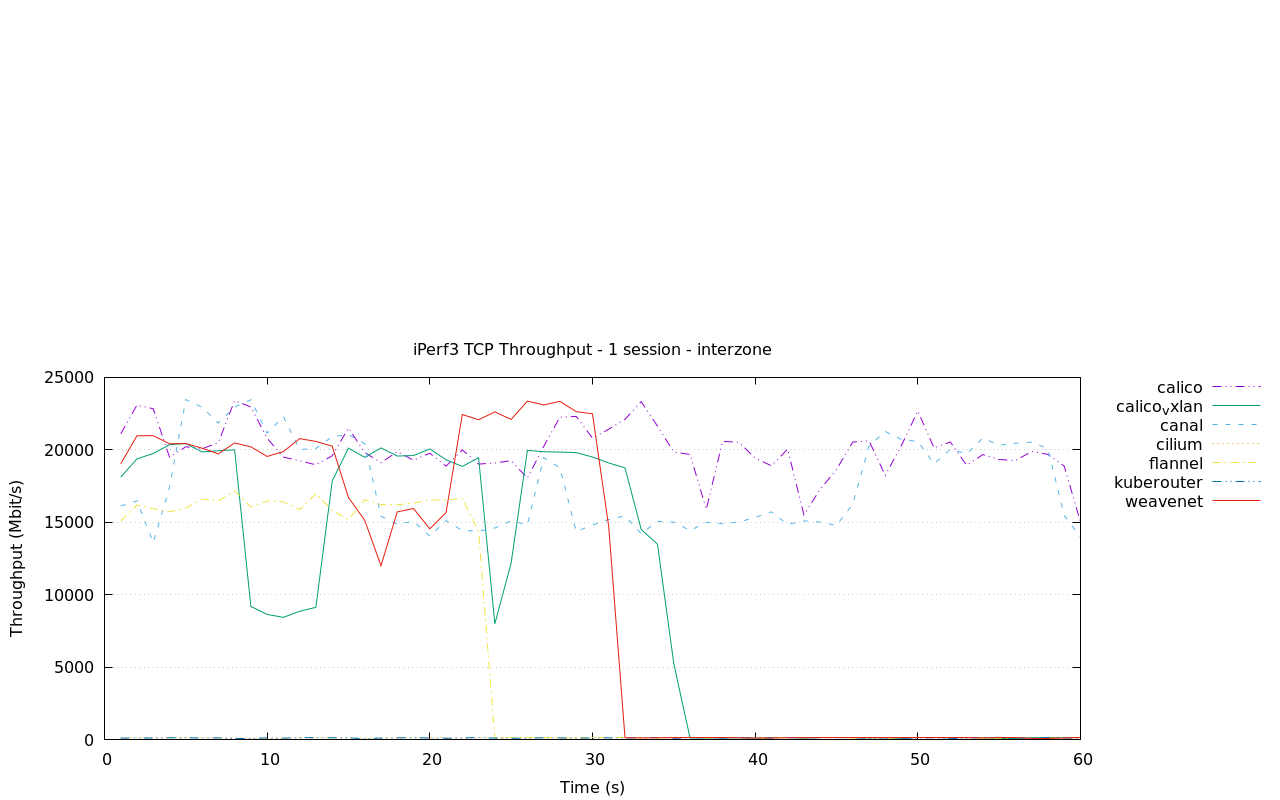 iPerf3 TCP Throughput - 1 session - interzone
25000
20000
15000
10000
5000
0
Throughput (Mbit/s)
0 10 20 30 40 50 60
Time (s)
calico
calicovxlan
canal
cilium
flannel
kuberouter
weavenet